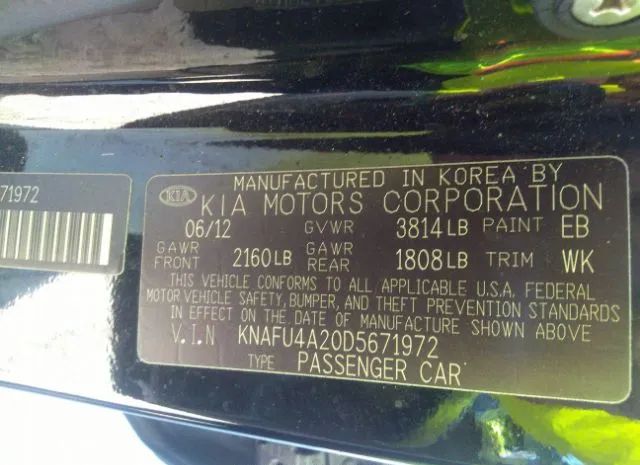 71972
KIA
MANUFACTURED IN KOREA BY
KIA MOTORS CORPORATION
06/12 GVWR 3814LB PAINT EB
GAWR FRONT 2160LB GAWR REAR 1808LB TRIM WK
THIS VEHICLE CONFORMS TO ALL APPLICABLE U.S.A. FEDERAL
MOTOR VEHICLE SAFETY, BUMPER, AND THEFT PREVENTION STANDARDS
IN EFFECT ON THE DATE OF MANUFACTURE SHOWN ABOVE
V.I.N KNAFU4A20D5671972
TYPE PASSENGER CAR